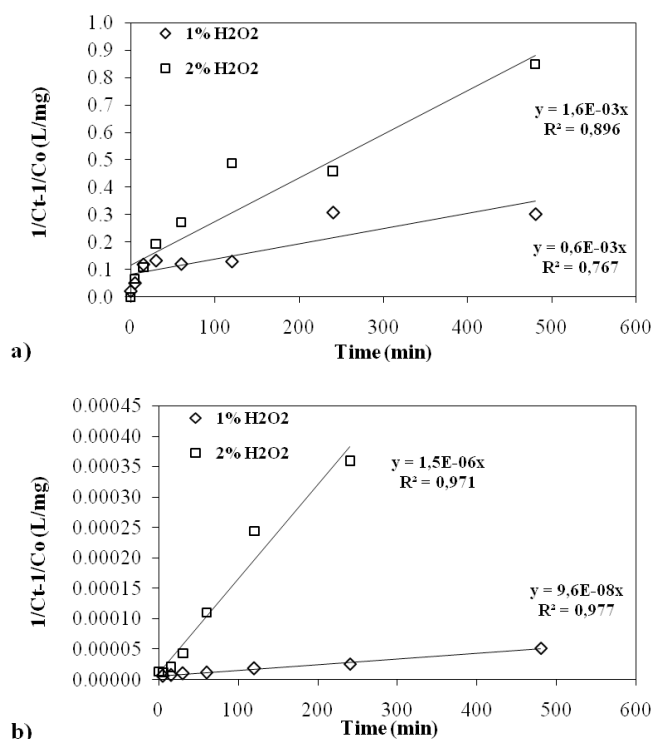 1% H2O2
2% H2O2
1.0
0.9
0.8
0.7
0.6
0.5
0.4
0.3
0.2
0.1
0.0
1/Ct-1/Co (L/mg)
y = 1,6E-03x
R² = 0,896
y = 0,6E-03x
R² = 0,767
0 100 200 300 400 500 600
Time (min)
a)
1% H2O2
2% H2O2
0.00045
0.00040
0.00035
0.00030
0.00025
0.00020
0.00015
0.00010
0.00005
0.00000
1/Ct-1/Co (L/mg)
y = 1,5E-06x
R² = 0,971
y = 9,6E-08x
R² = 0,977
0 100 200 300 400 500 600
Time (min)
b)